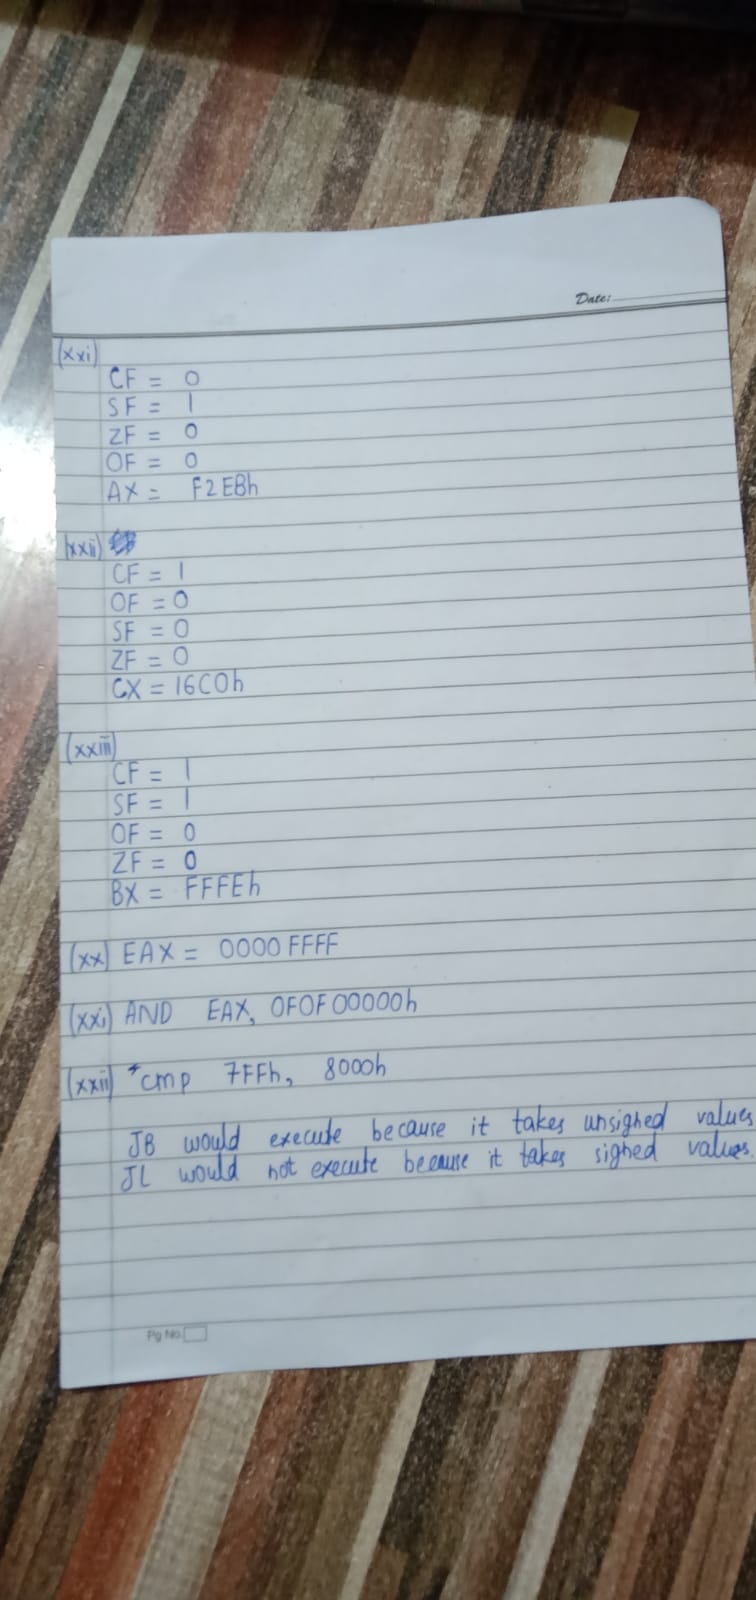 Date:
(xxi)
CF = 0
SF = 1
ZF = 0
OF = 0
AX = F2EBh
(xxii)
CF = 1
OF = 0
SF = 0
ZF = 0
CX = 16C0h
(xxiii)
CF = 1
SF = 1
OF = 0
ZF = 0
BX = FFFEh
(xx) EAX = 0000 FFFF
(xxi) AND EAX, 0F0F00000h
(xxii) *cmp 7FFh, 8000h
JB would execute because it takes unsighed values
JL would not execute because it takes sighed values.
Pg No.